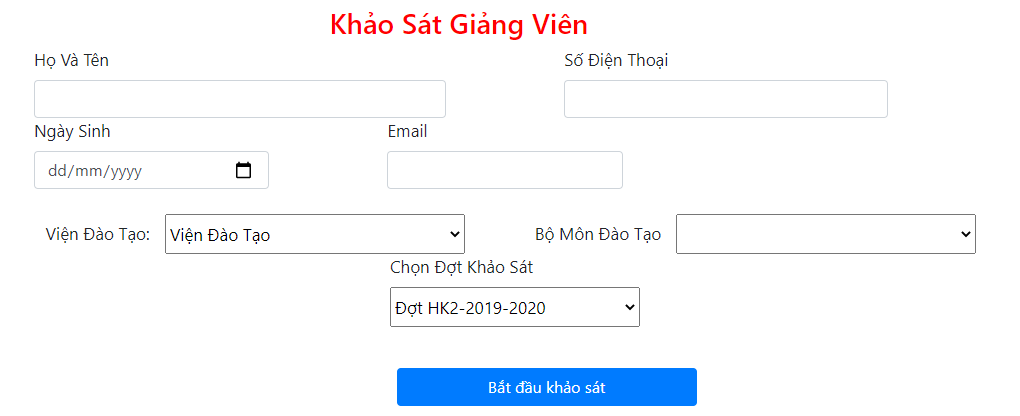 Khảo Sát Giảng Viên
Họ Và Tên
Số Điện Thoại
Ngày Sinh
Email
dd/mm/yyyy
Viện Đào Tạo:
Viện Đào Tạo
Bộ Môn Đào Tạo
Chọn Đợt Khảo Sát
Đợt HK2-2019-2020
Bắt đầu khảo sát